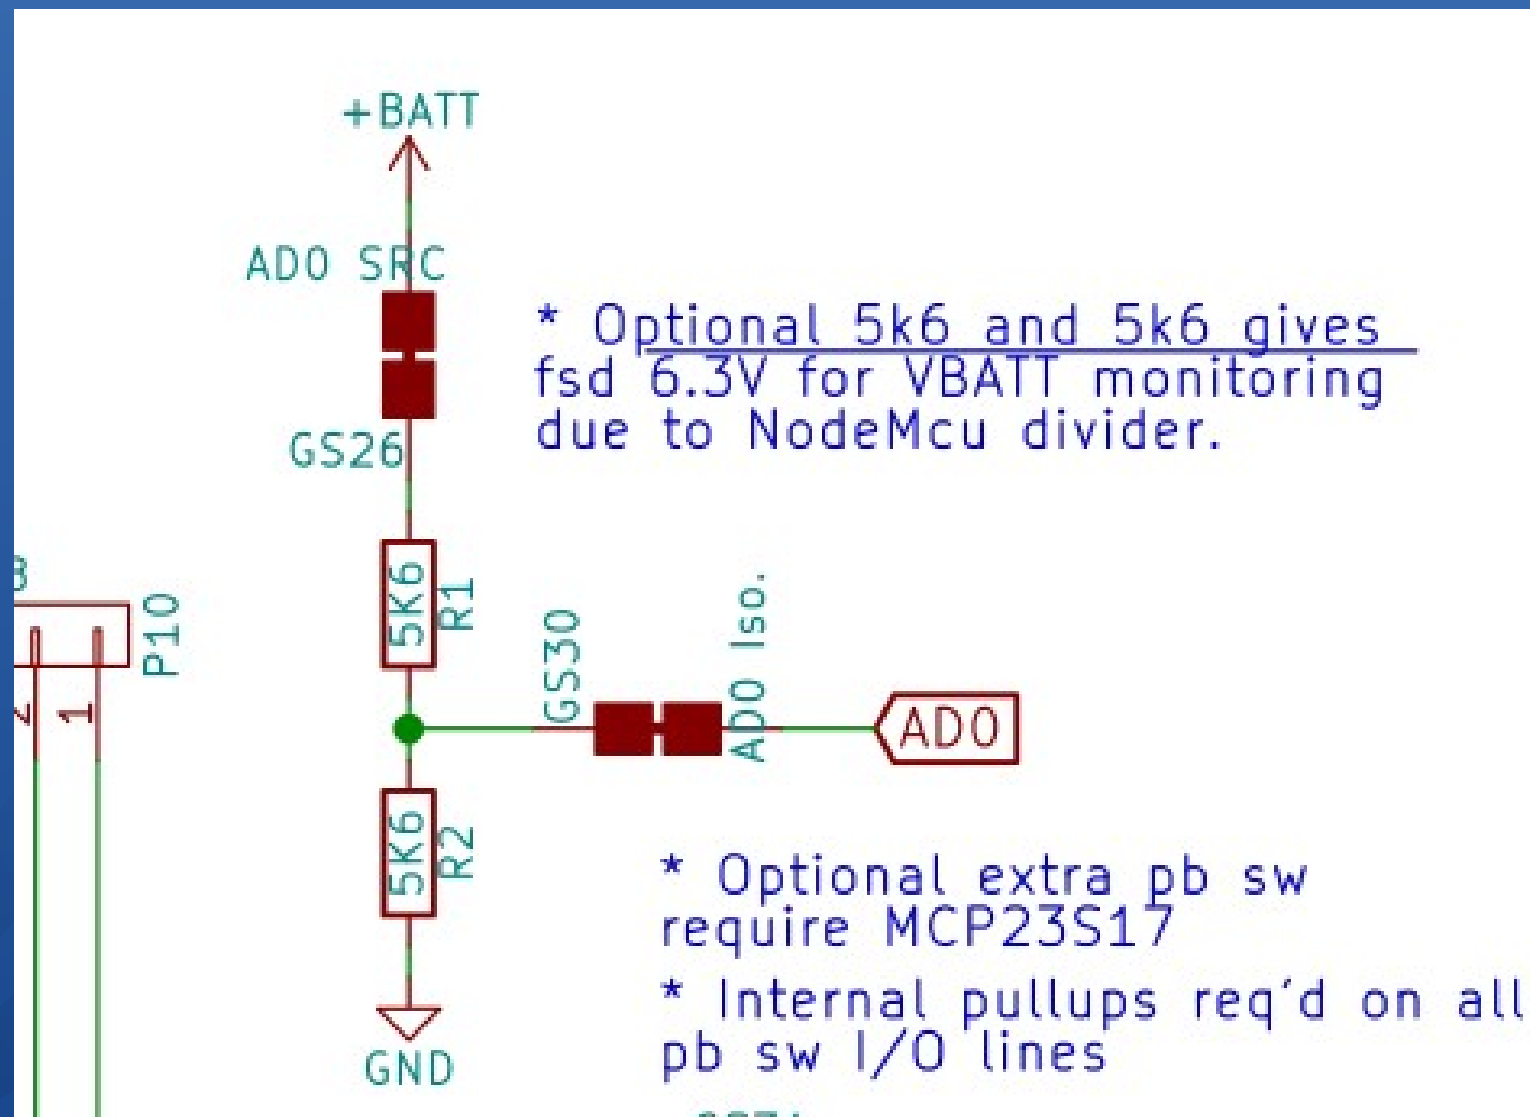 +BATT
AD0 SRC
* Optional 5k6 and 5k6 gives
fsd 6.3V for VBATT monitoring
due to NodeMcu divider.
GS26
5K6
R1
P10
2
1
GS30
AD0 Iso.
AD0
5K6
R2
* Optional extra pb sw
require MCP23S17
* Internal pullups req'd on all
pb sw I/O lines
GND